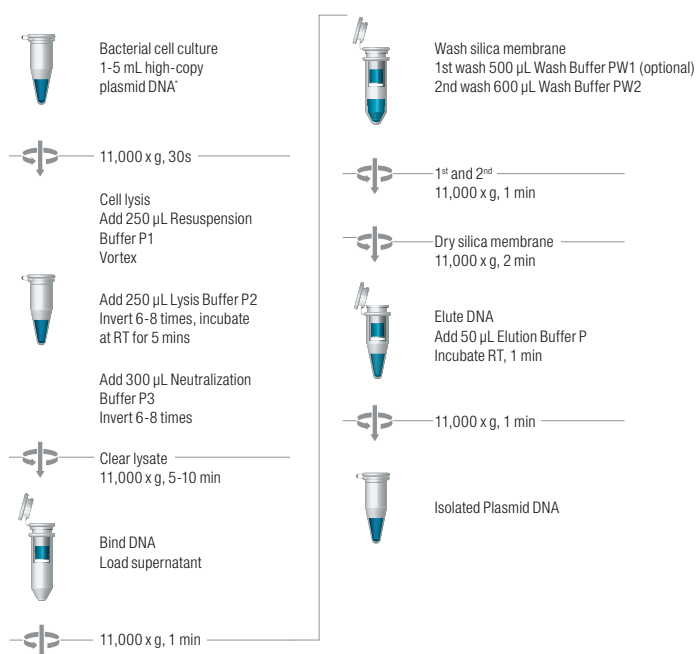 Bacterial cell culture
1-5 mL high-copy
plasmid DNA*
11,000 x g, 30s
Cell lysis
Add 250 µL Resuspension
Buffer P1
Vortex
Add 250 µL Lysis Buffer P2
Invert 6-8 times, incubate
at RT for 5 mins
Add 300 µL Neutralization
Buffer P3
Invert 6-8 times
Clear lysate
11,000 x g, 5-10 min
Bind DNA
Load supernatant
11,000 x g, 1 min
Wash silica membrane
1st wash 500 µL Wash Buffer PW1 (optional)
2nd wash 600 µL Wash Buffer PW2
1st and 2nd
11,000 x g, 1 min
Dry silica membrane
11,000 x g, 2 min
Elute DNA
Add 50 µL Elution Buffer P
Incubate RT, 1 min
11,000 x g, 1 min
Isolated Plasmid DNA